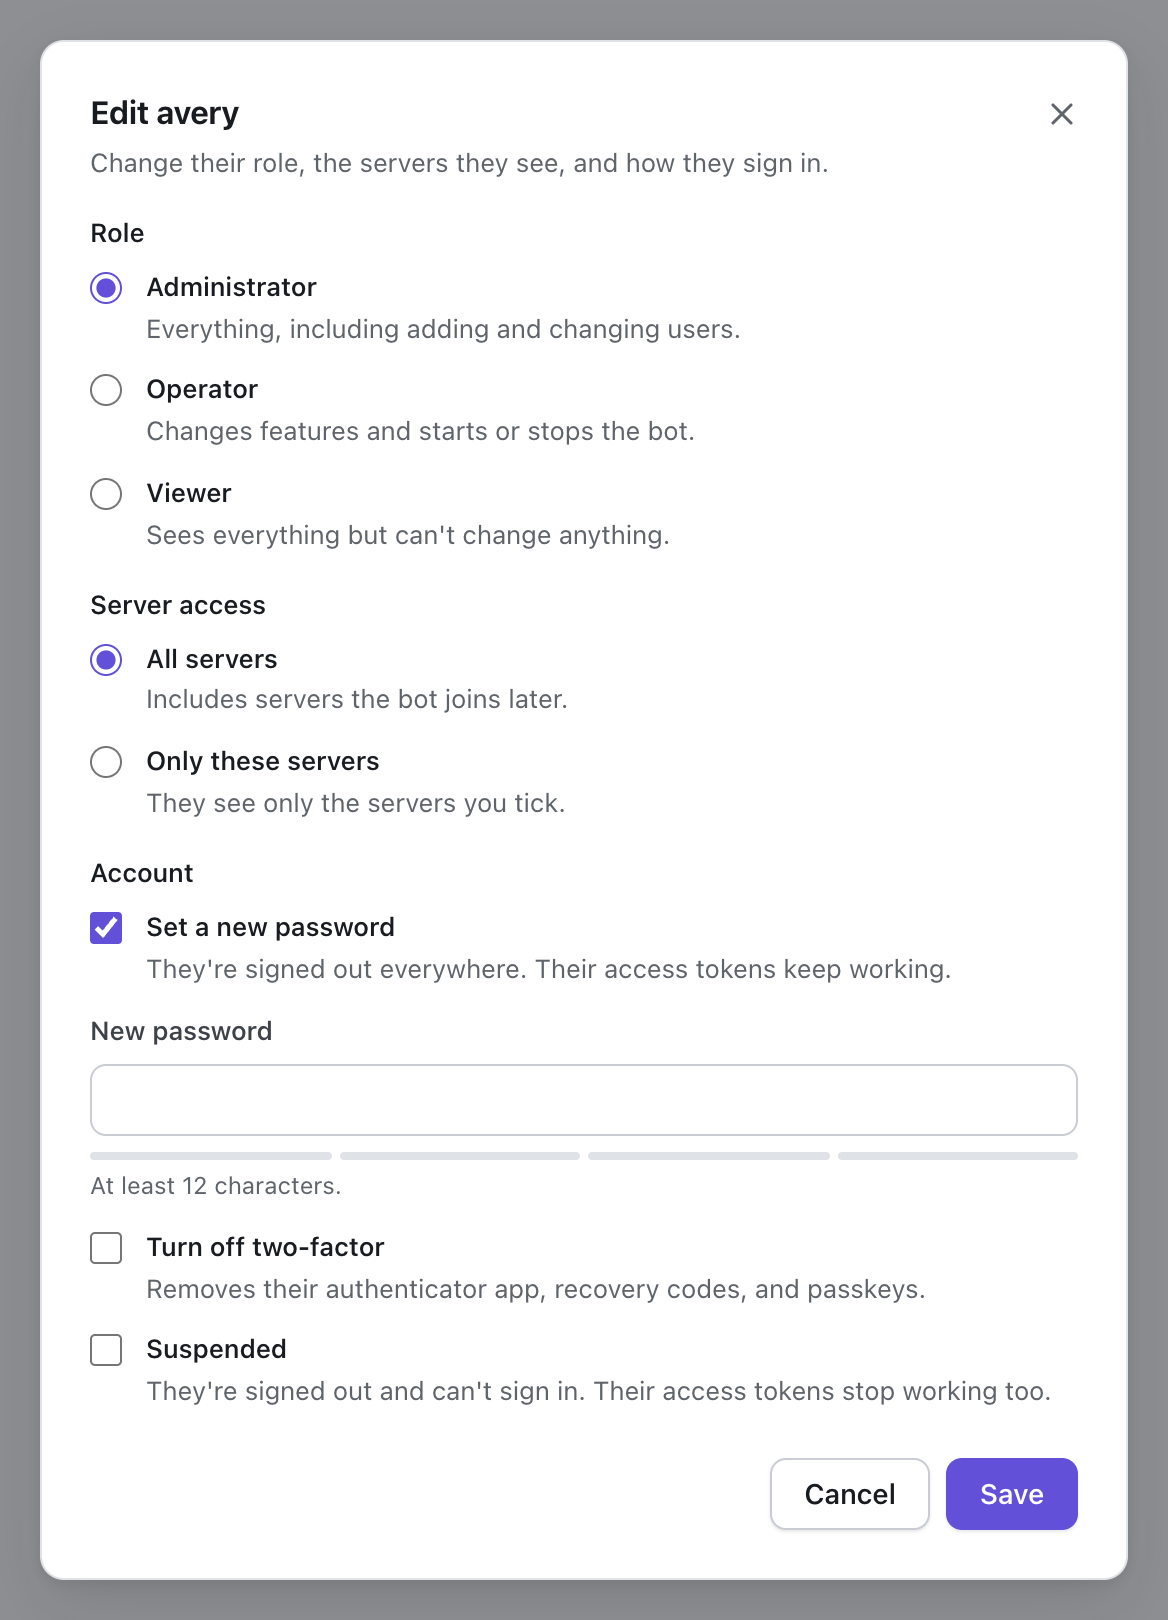 Edit avery
Change their role, the servers they see, and how they sign in.
Role
Administrator
Everything, including adding and changing users.
Operator
Changes features and starts or stops the bot.
Viewer
Sees everything but can't change anything.
Server access
All servers
Includes servers the bot joins later.
Only these servers
They see only the servers you tick.
Account
Set a new password
They're signed out everywhere. Their access tokens keep working.
New password
At least 12 characters.
Turn off two-factor
Removes their authenticator app, recovery codes, and passkeys.
Suspended
They're signed out and can't sign in. Their access tokens stop working too.
Cancel
Save